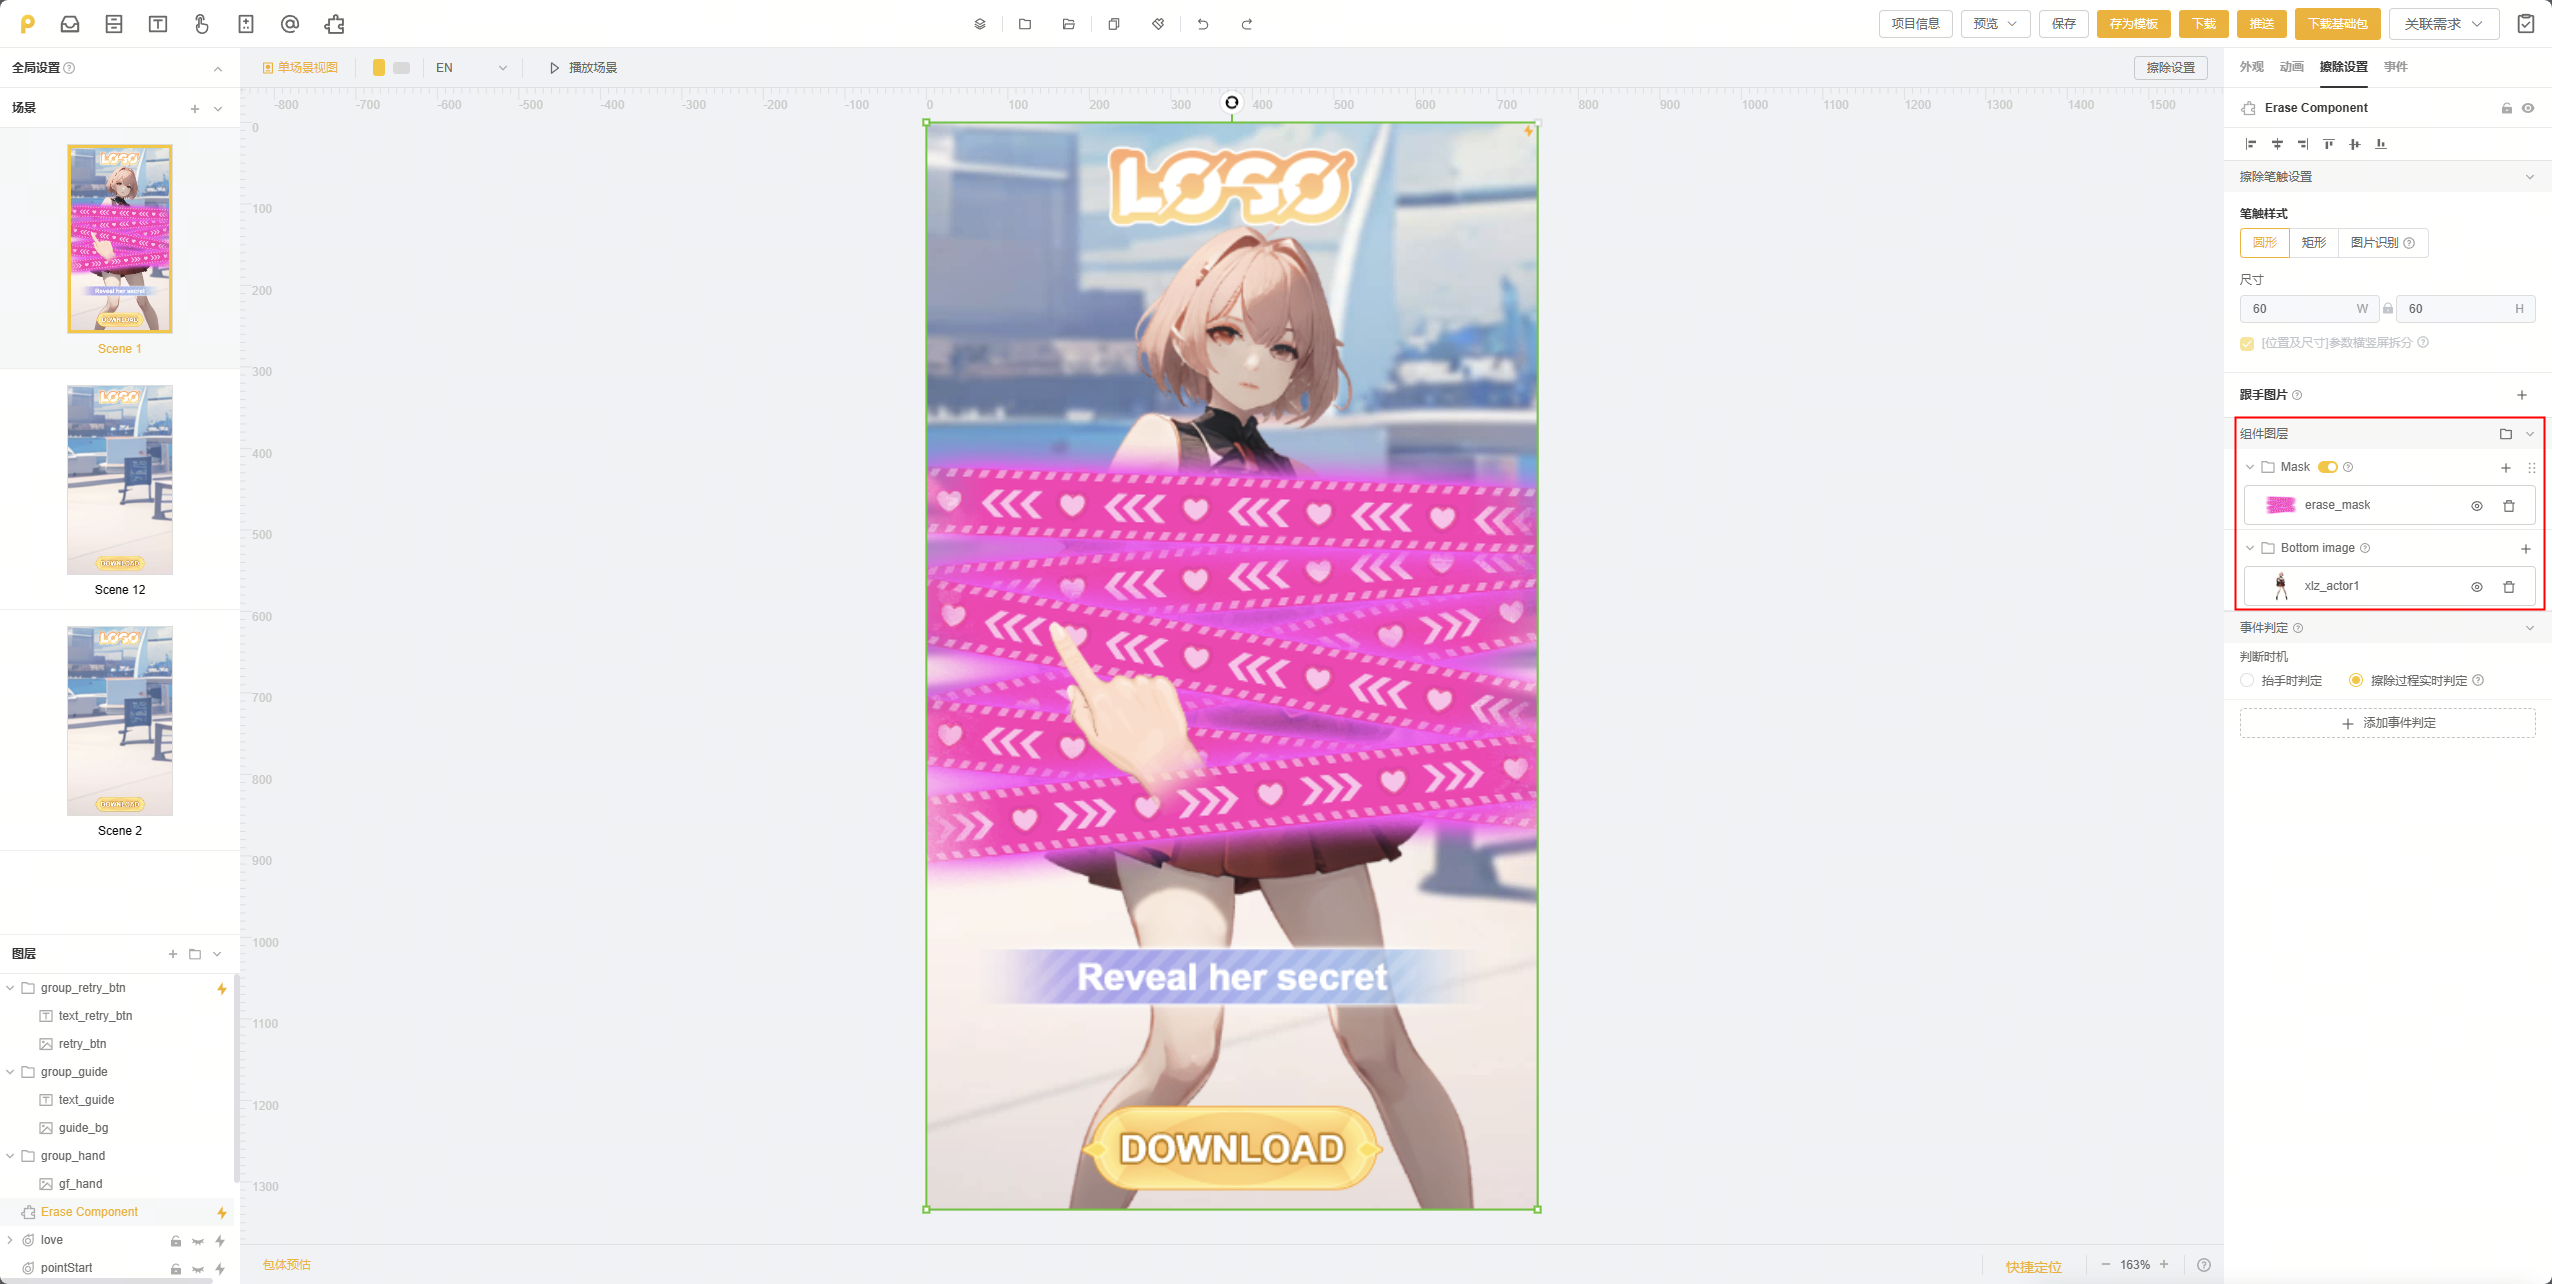 项目信息
预览
保存
存为模板
下载
推送
下载基础包
关联需求
全局设置
单场景视图
EN
播放场景
擦除设置
外观
动画
擦除设置
事件
场景
-800 -700 -600 -500 -400 -300 -200 -100 0 100 200 300 400 500 600 700 800 900 1000 1100 1200 1300 1400 1500
Erase Component
擦除笔触设置
笔触样式
圆形
矩形
图片识别
尺寸
60 W
60 H
[位置及尺寸]参数横竖屏拆分
跟手图片
组件图层
Mask
erase_mask
Bottom image
xlz_actor1
事件判定
判断时机
抬手时判定
擦除过程实时判定
添加事件判定
0
100
200
300
400
500
600
700
800
900
1000
1100
1200
1300
LOSO
Reveal her secret
DOWNLOAD
LOSO
Reveal her secret
DOWNLOAD
Scene 1
LOSO
DOWNLOAD
Scene 12
LOSO
DOWNLOAD
Scene 2
图层
group_retry_btn
text_retry_btn
retry_btn
group_guide
text_guide
guide_bg
group_hand
gf_hand
Erase Component
love
pointStart
包体预估
快捷定位
163%